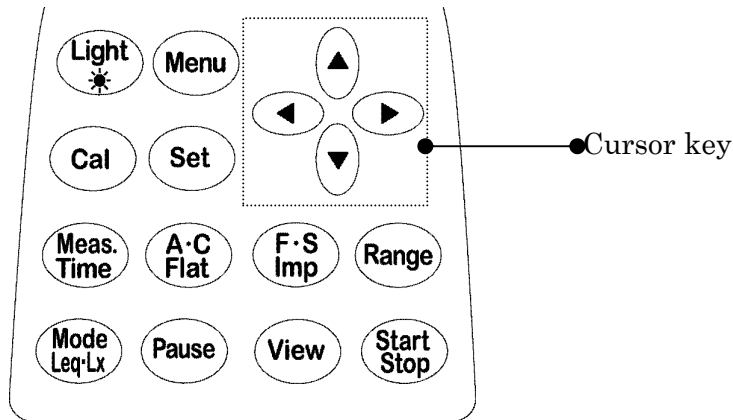 Light
Menu
Cal
Set
Cursor key
Meas.
Time
A·C
Flat
F·S
Imp
Range
Mode
Leq·Lx
Pause
View
Start
Stop